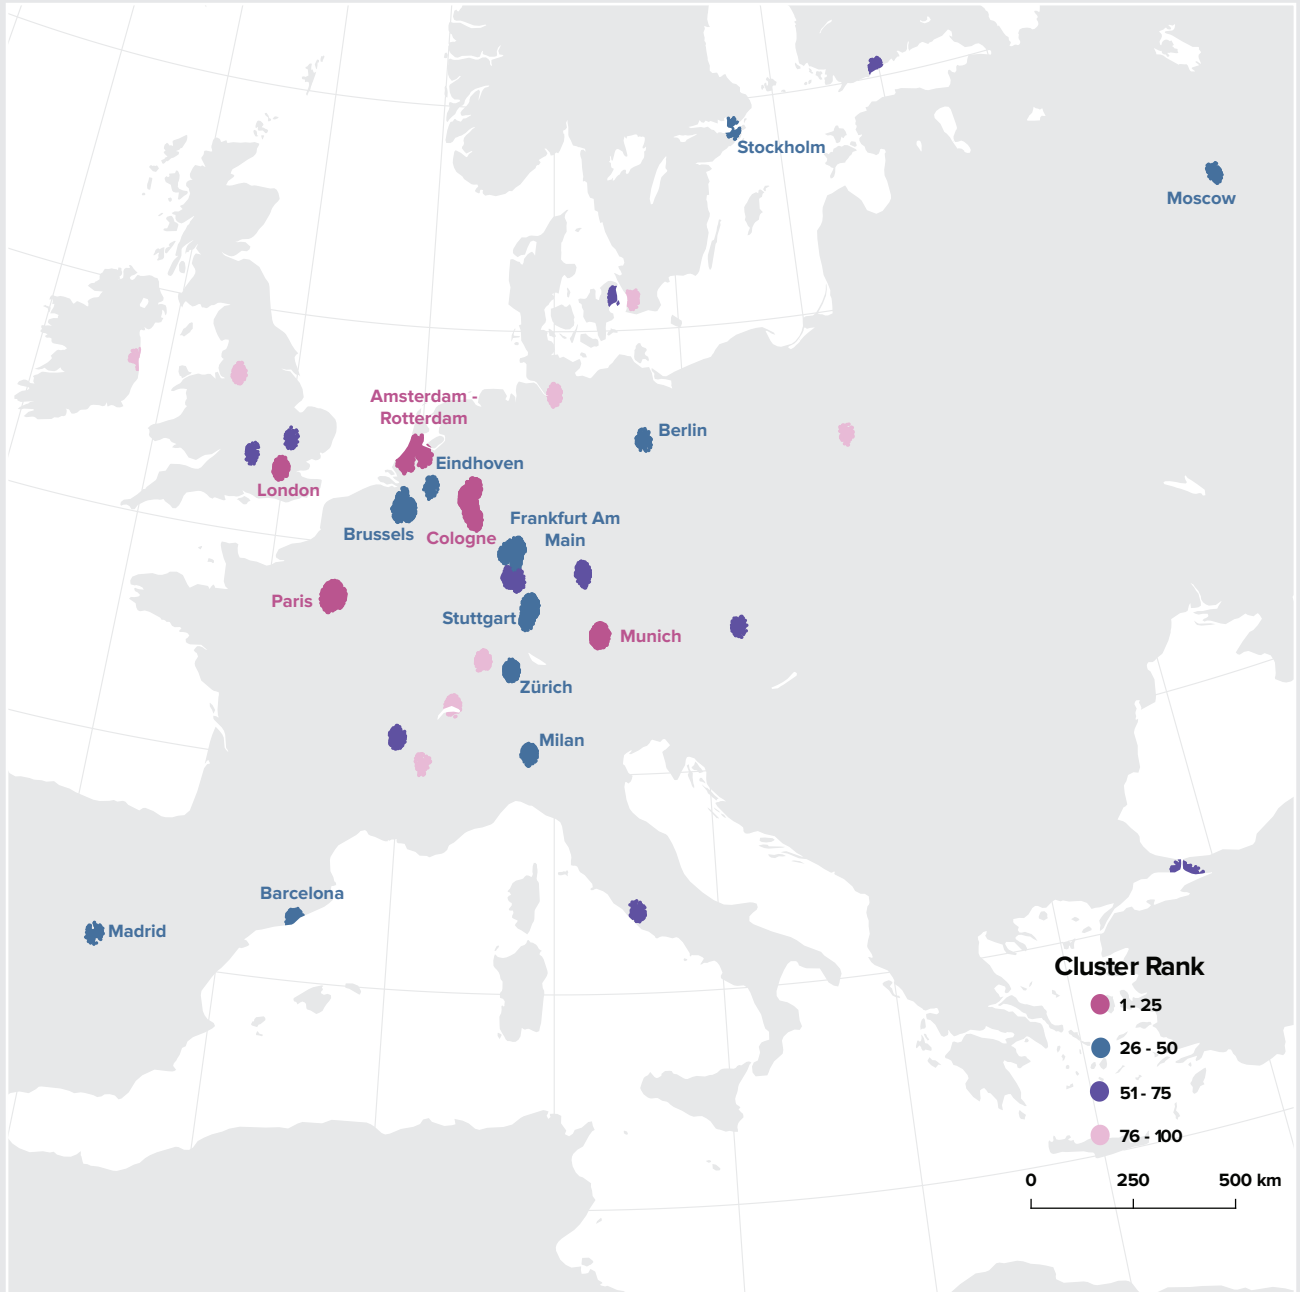 Stockholm
Moscow
Amsterdam -
Rotterdam
Berlin
Eindhoven
London
Frankfurt Am
Main
Brussels
Cologne
Paris
Stuttgart
Munich
Zürich
Milan
Barcelona
Madrid
Cluster Rank
1 - 25
26 - 50
51 - 75
76 - 100
0 250 500 km